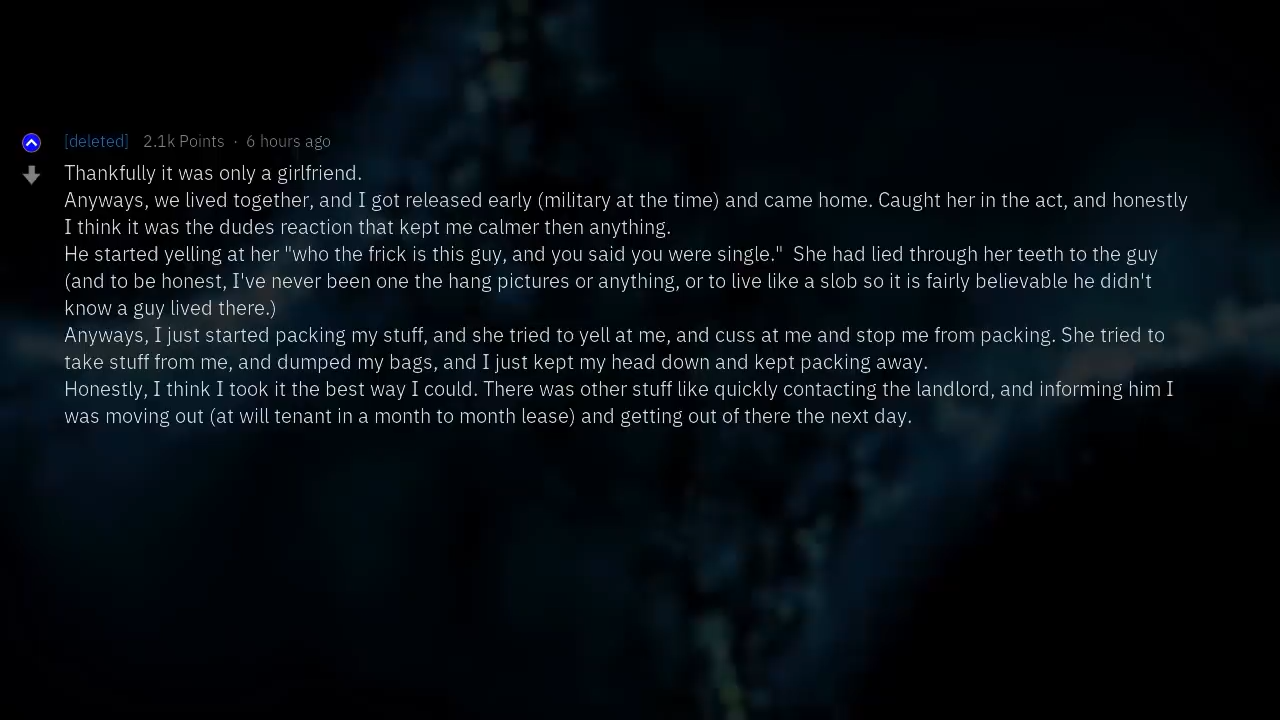 [deleted] 2.1k Points · 6 hours ago
Thankfully it was only a girlfriend.
Anyways, we lived together, and I got released early (military at the time) and came home. Caught her in the act, and honestly
I think it was the dudes reaction that kept me calmer then anything.
He started yelling at her "who the frick is this guy, and you said you were single."  She had lied through her teeth to the guy
(and to be honest, I've never been one the hang pictures or anything, or to live like a slob so it is fairly believable he didn't
know a guy lived there.)
Anyways, I just started packing my stuff, and she tried to yell at me, and cuss at me and stop me from packing. She tried to
take stuff from me, and dumped my bags, and I just kept my head down and kept packing away.
Honestly, I think I took it the best way I could. There was other stuff like quickly contacting the landlord, and informing him I
was moving out (at will tenant in a month to month lease) and getting out of there the next day.